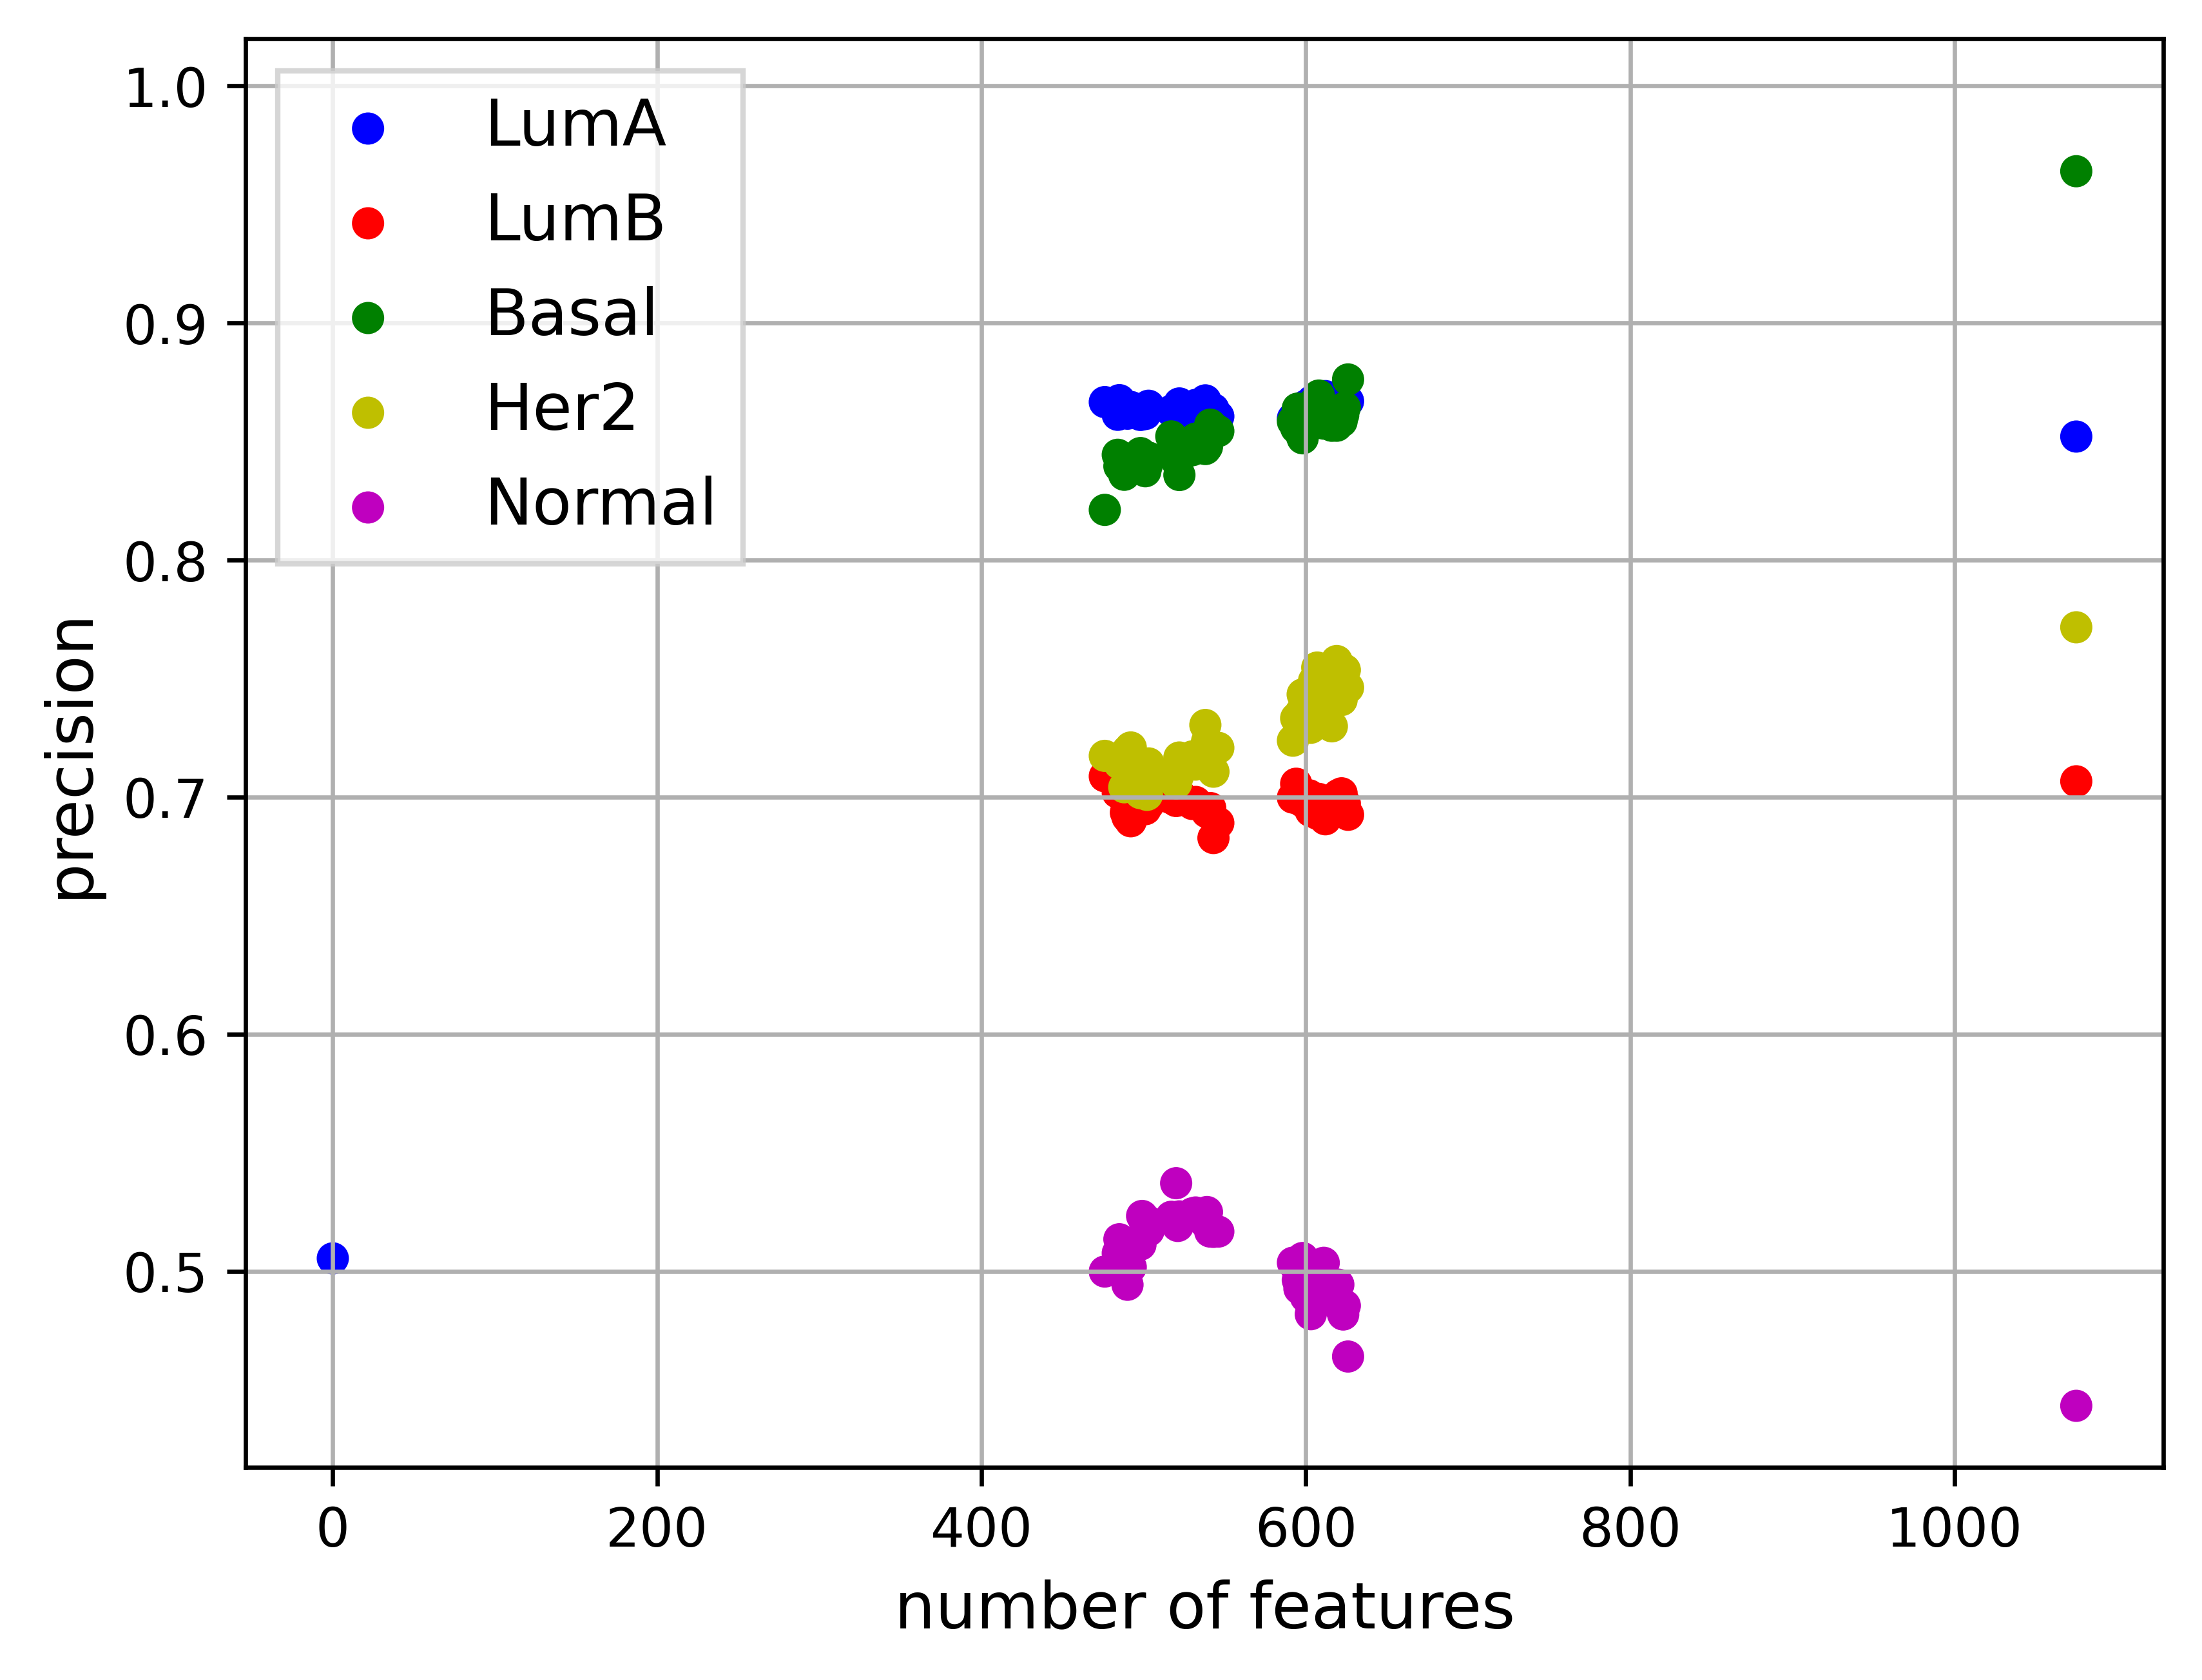 1.0
0.9
0.8
0.7
0.6
0.5
precision
LumA
LumB
Basal
Her2
Normal
0 200 400 600 800 1000
number of features